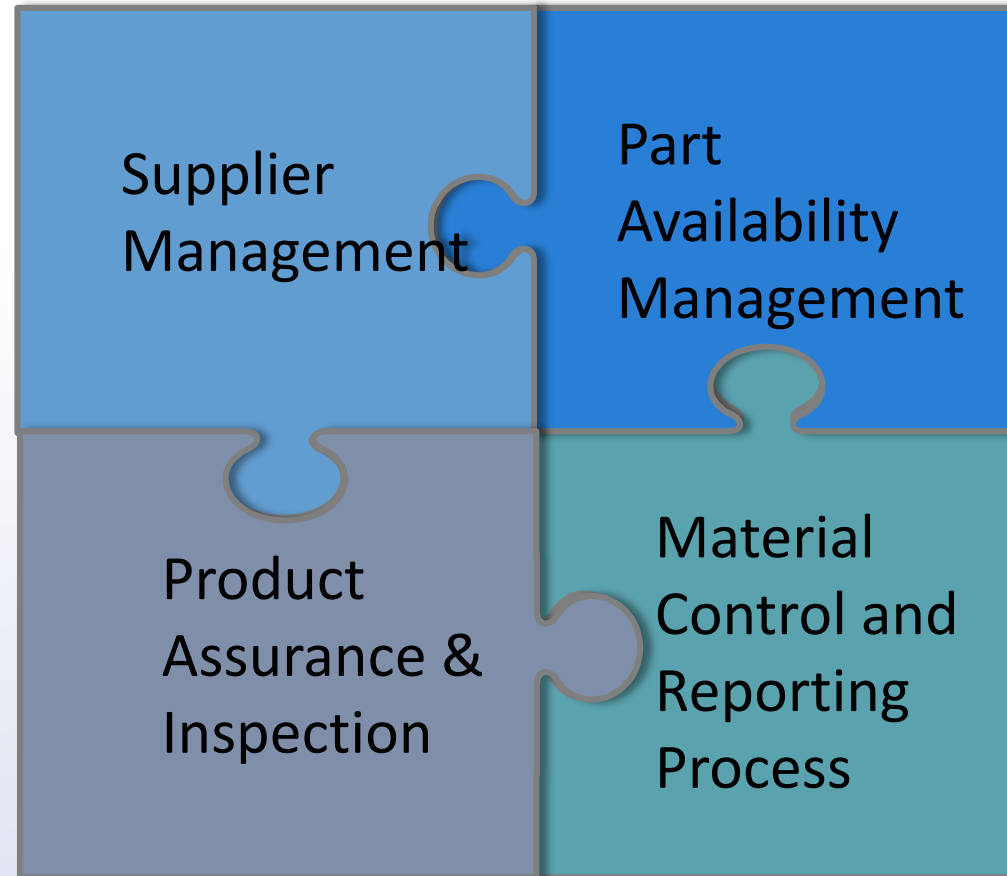 Supplier
Management
Part
Availability
Management
Product
Assurance &
Inspection
Material
Control and
Reporting
Process